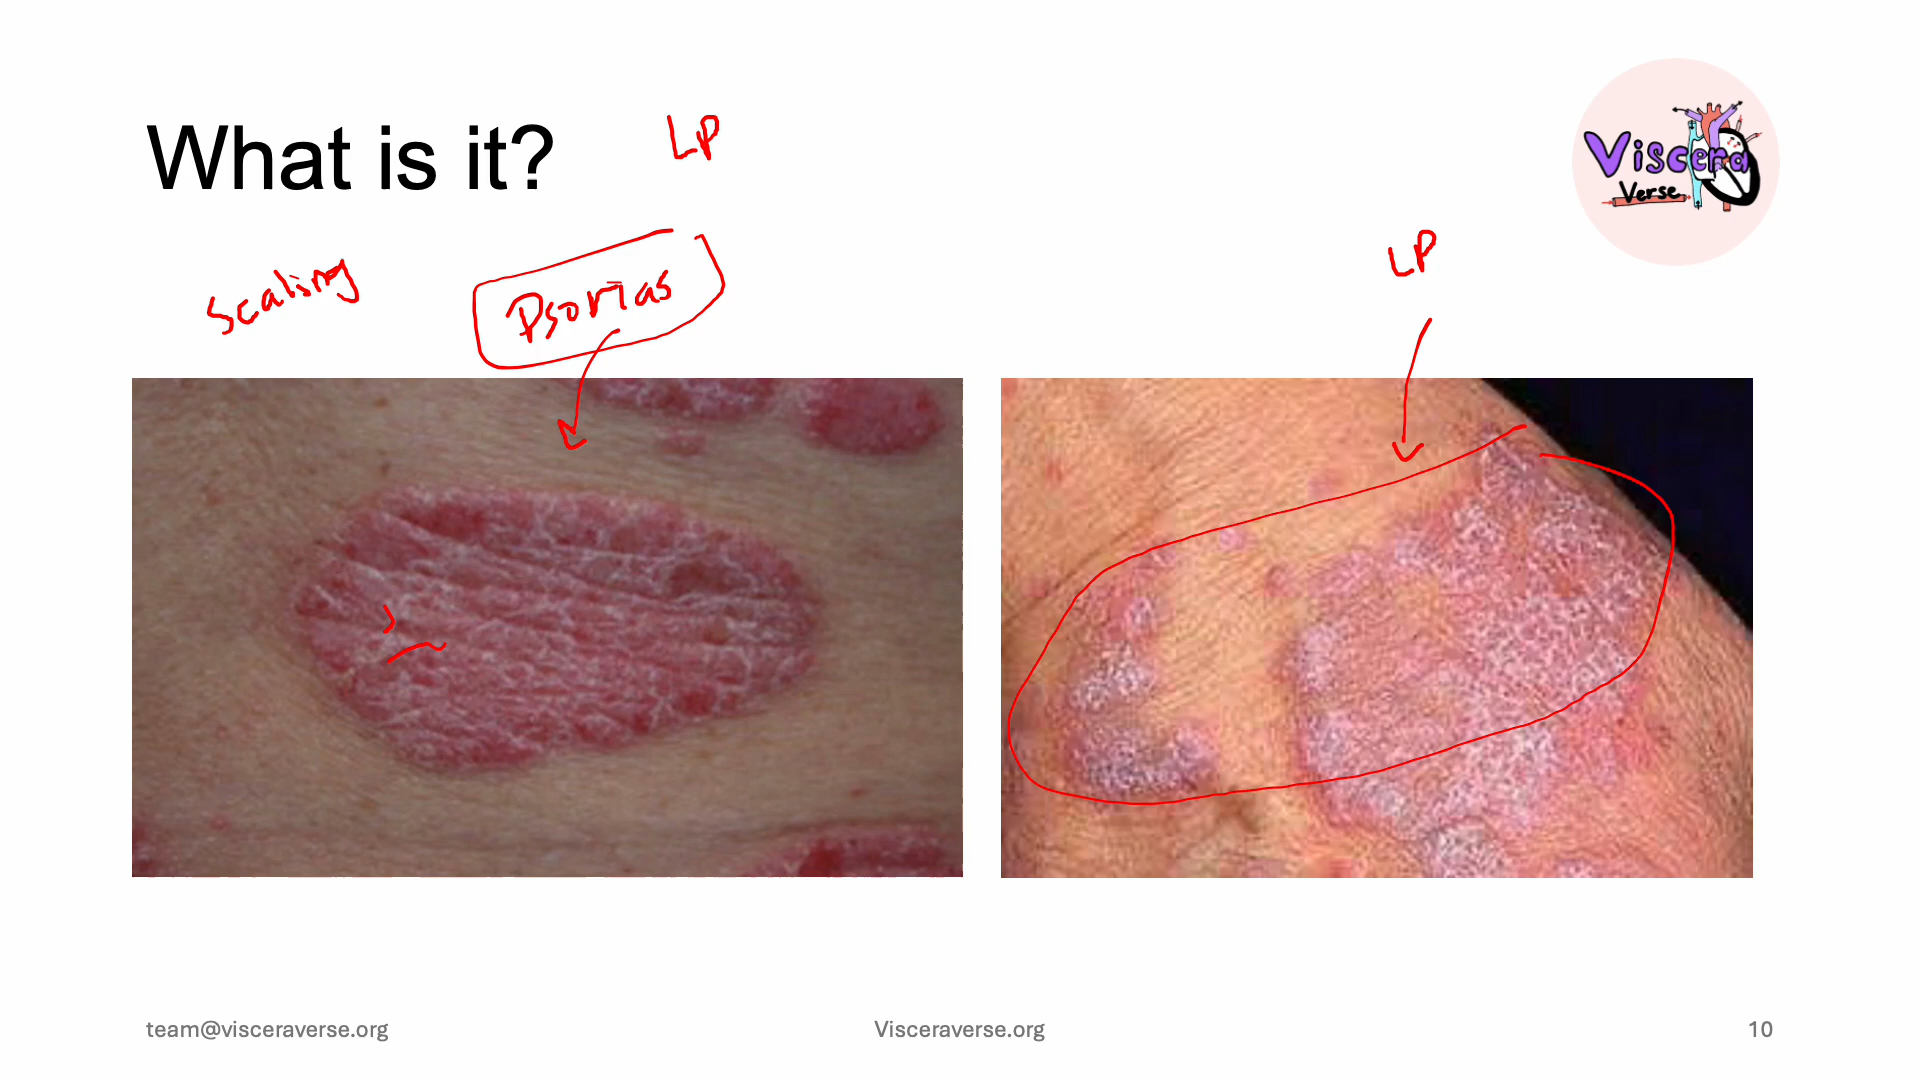 What is it?
LP
Viscera
Verse
scaling
Psorias
LP
team@visceraverse.org
Visceraverse.org
10